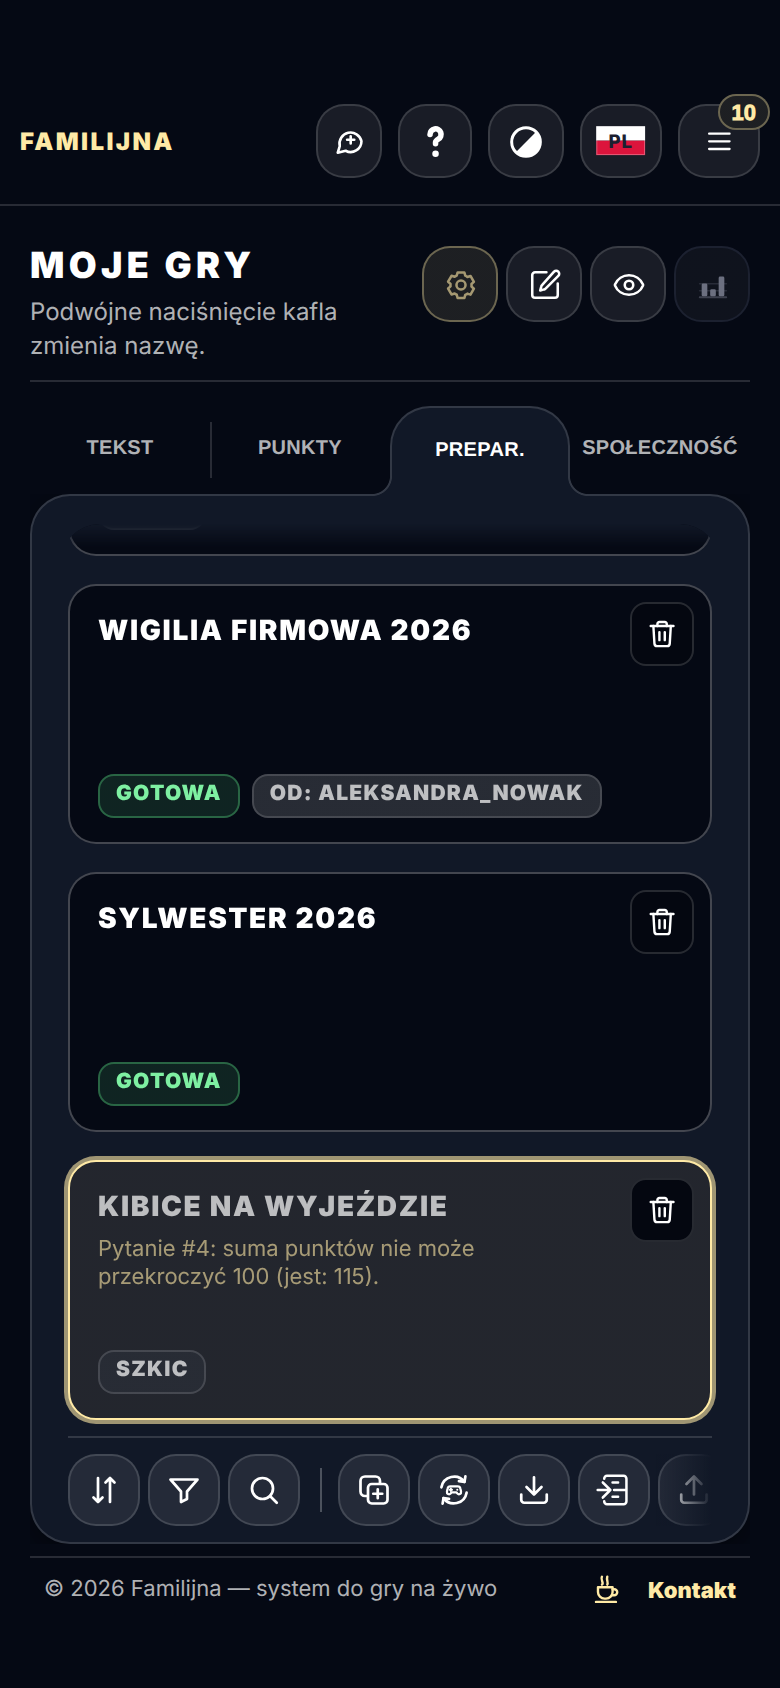 FAMILIJNA
?
PL
10
MOJE GRY
Podwójne naciśnięcie kafla
zmienia nazwę.
TEKST
PUNKTY
PREPAR.
SPOŁECZNOŚĆ
WIGILIA FIRMOWA 2026
GOTOWA
OD: ALEKSANDRA_NOWAK
SYLWESTER 2026
GOTOWA
KIBICE NA WYJEŹDZIE
Pytanie #4: suma punktów nie może
przekroczyć 100 (jest: 115).
SZKIC
© 2026 Familijna — system do gry na żywo
Kontakt